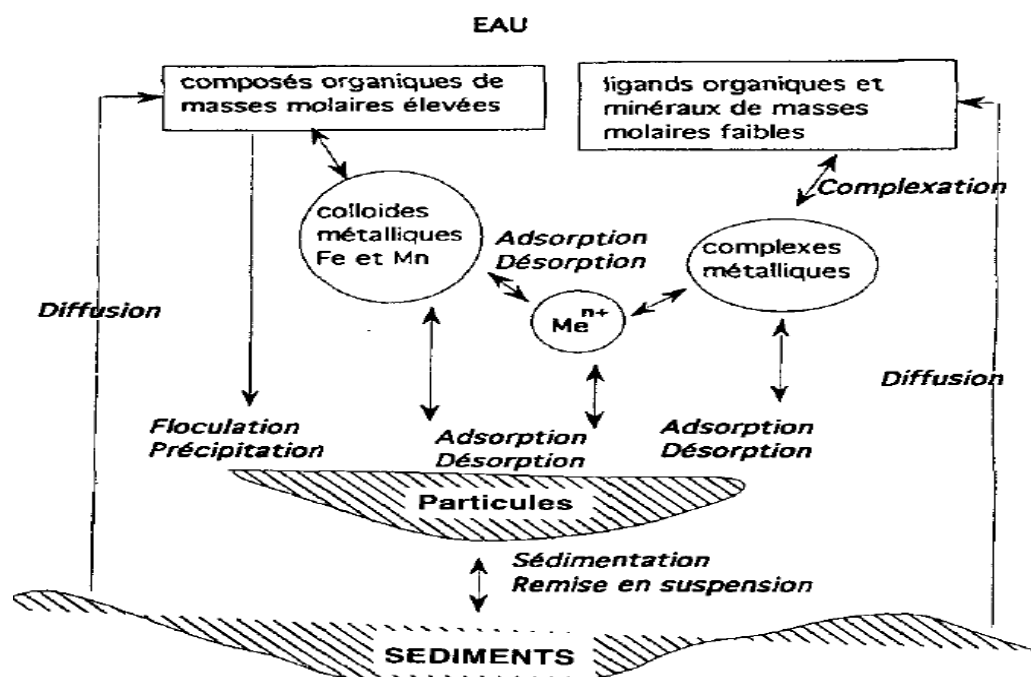 EAU
composés organiques de
masses molaire élevées
ligands organiques et
minéraux de masses
molaire faibles
Complexation
colloides
métalliques
Fe et Mn
Adsorption
Désorption
complexes
métalliques
Me n+
Diffusion
Diffusion
Floculation
Précipitation
Adsorption
Désorption
Adsorption
Désorption
Particules
Sédimentation
Remise en suspension
SEDIMENTS